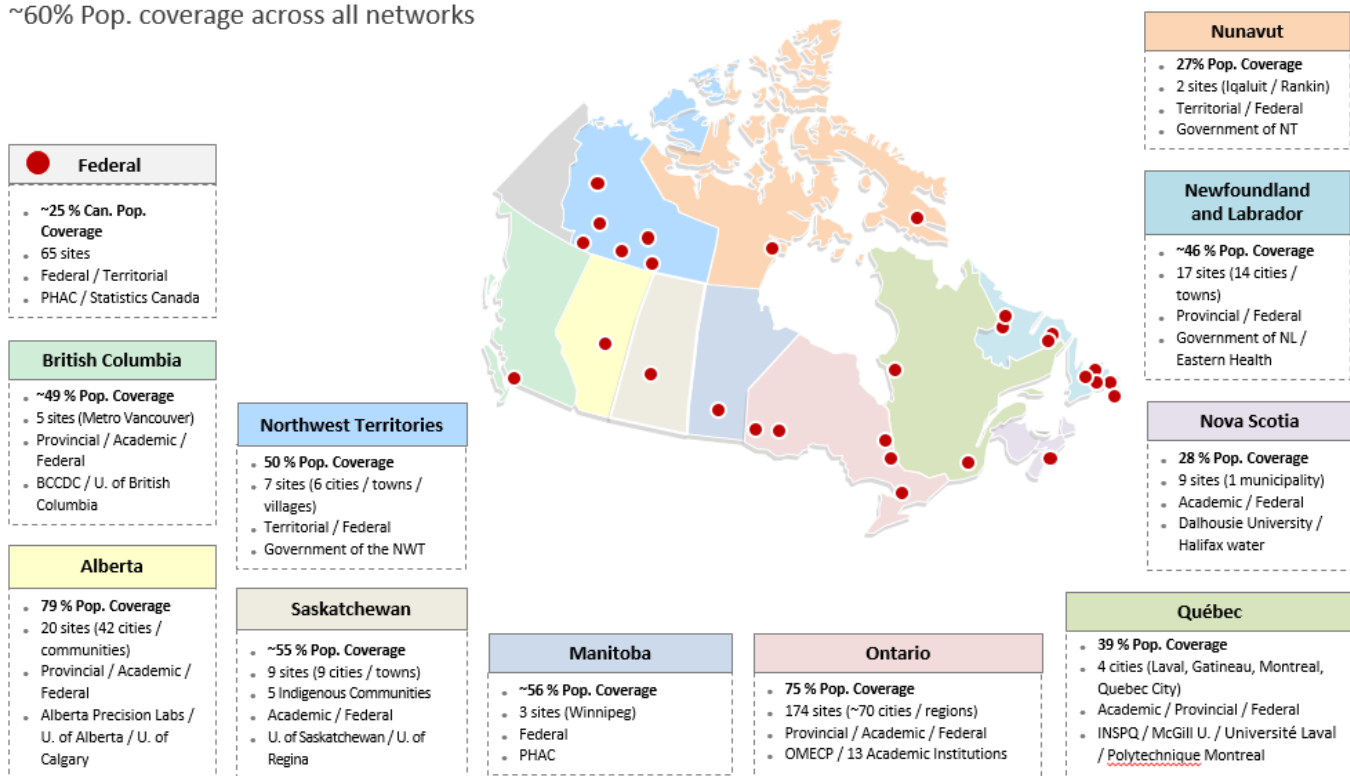 ~60% Pop. coverage across all networks
Federal
~25 % Can. Pop.
Coverage
65 sites
Federal / Territorial
PHAC / Statistics Canada
British Columbia
~49 % Pop. Coverage
5 sites (Metro Vancouver)
Provincial / Academic /
Federal
BCCDC / U. of British
Columbia
Alberta
79 % Pop. Coverage
20 sites (42 cities /
communities)
Provincial / Academic /
Federal
Alberta Precision Labs /
U. of Alberta / U. of
Calgary
Northwest Territories
50 % Pop. Coverage
7 sites (6 cities / towns /
villages)
Territorial / Federal
Government of the NWT
Saskatchewan
~55 % Pop. Coverage
9 sites (9 cities / towns)
5 Indigenous Communities
Academic / Federal
U. of Saskatchewan / U. of
Regina
Manitoba
~56 % Pop. Coverage
3 sites (Winnipeg)
Federal
PHAC
Ontario
75 % Pop. Coverage
174 sites (~70 cities / regions)
Provincial / Academic / Federal
OMECP / 13 Academic Institutions
Nunavut
27% Pop. Coverage
2 sites (Iqaluit / Rankin)
Territorial / Federal
Government of NT
Newfoundland
and Labrador
~46 % Pop. Coverage
17 sites (14 cities /
towns)
Provincial / Federal
Government of NL /
Eastern Health
Nova Scotia
28 % Pop. Coverage
9 sites (1 municipality)
Academic / Federal
Dalhousie University /
Halifax water
Québec
39 % Pop. Coverage
4 cities (Laval, Gatineau, Montreal,
Quebec City)
Academic / Provincial / Federal
INSPQ / McGill U. / Université Laval
/ Polytechnique Montreal